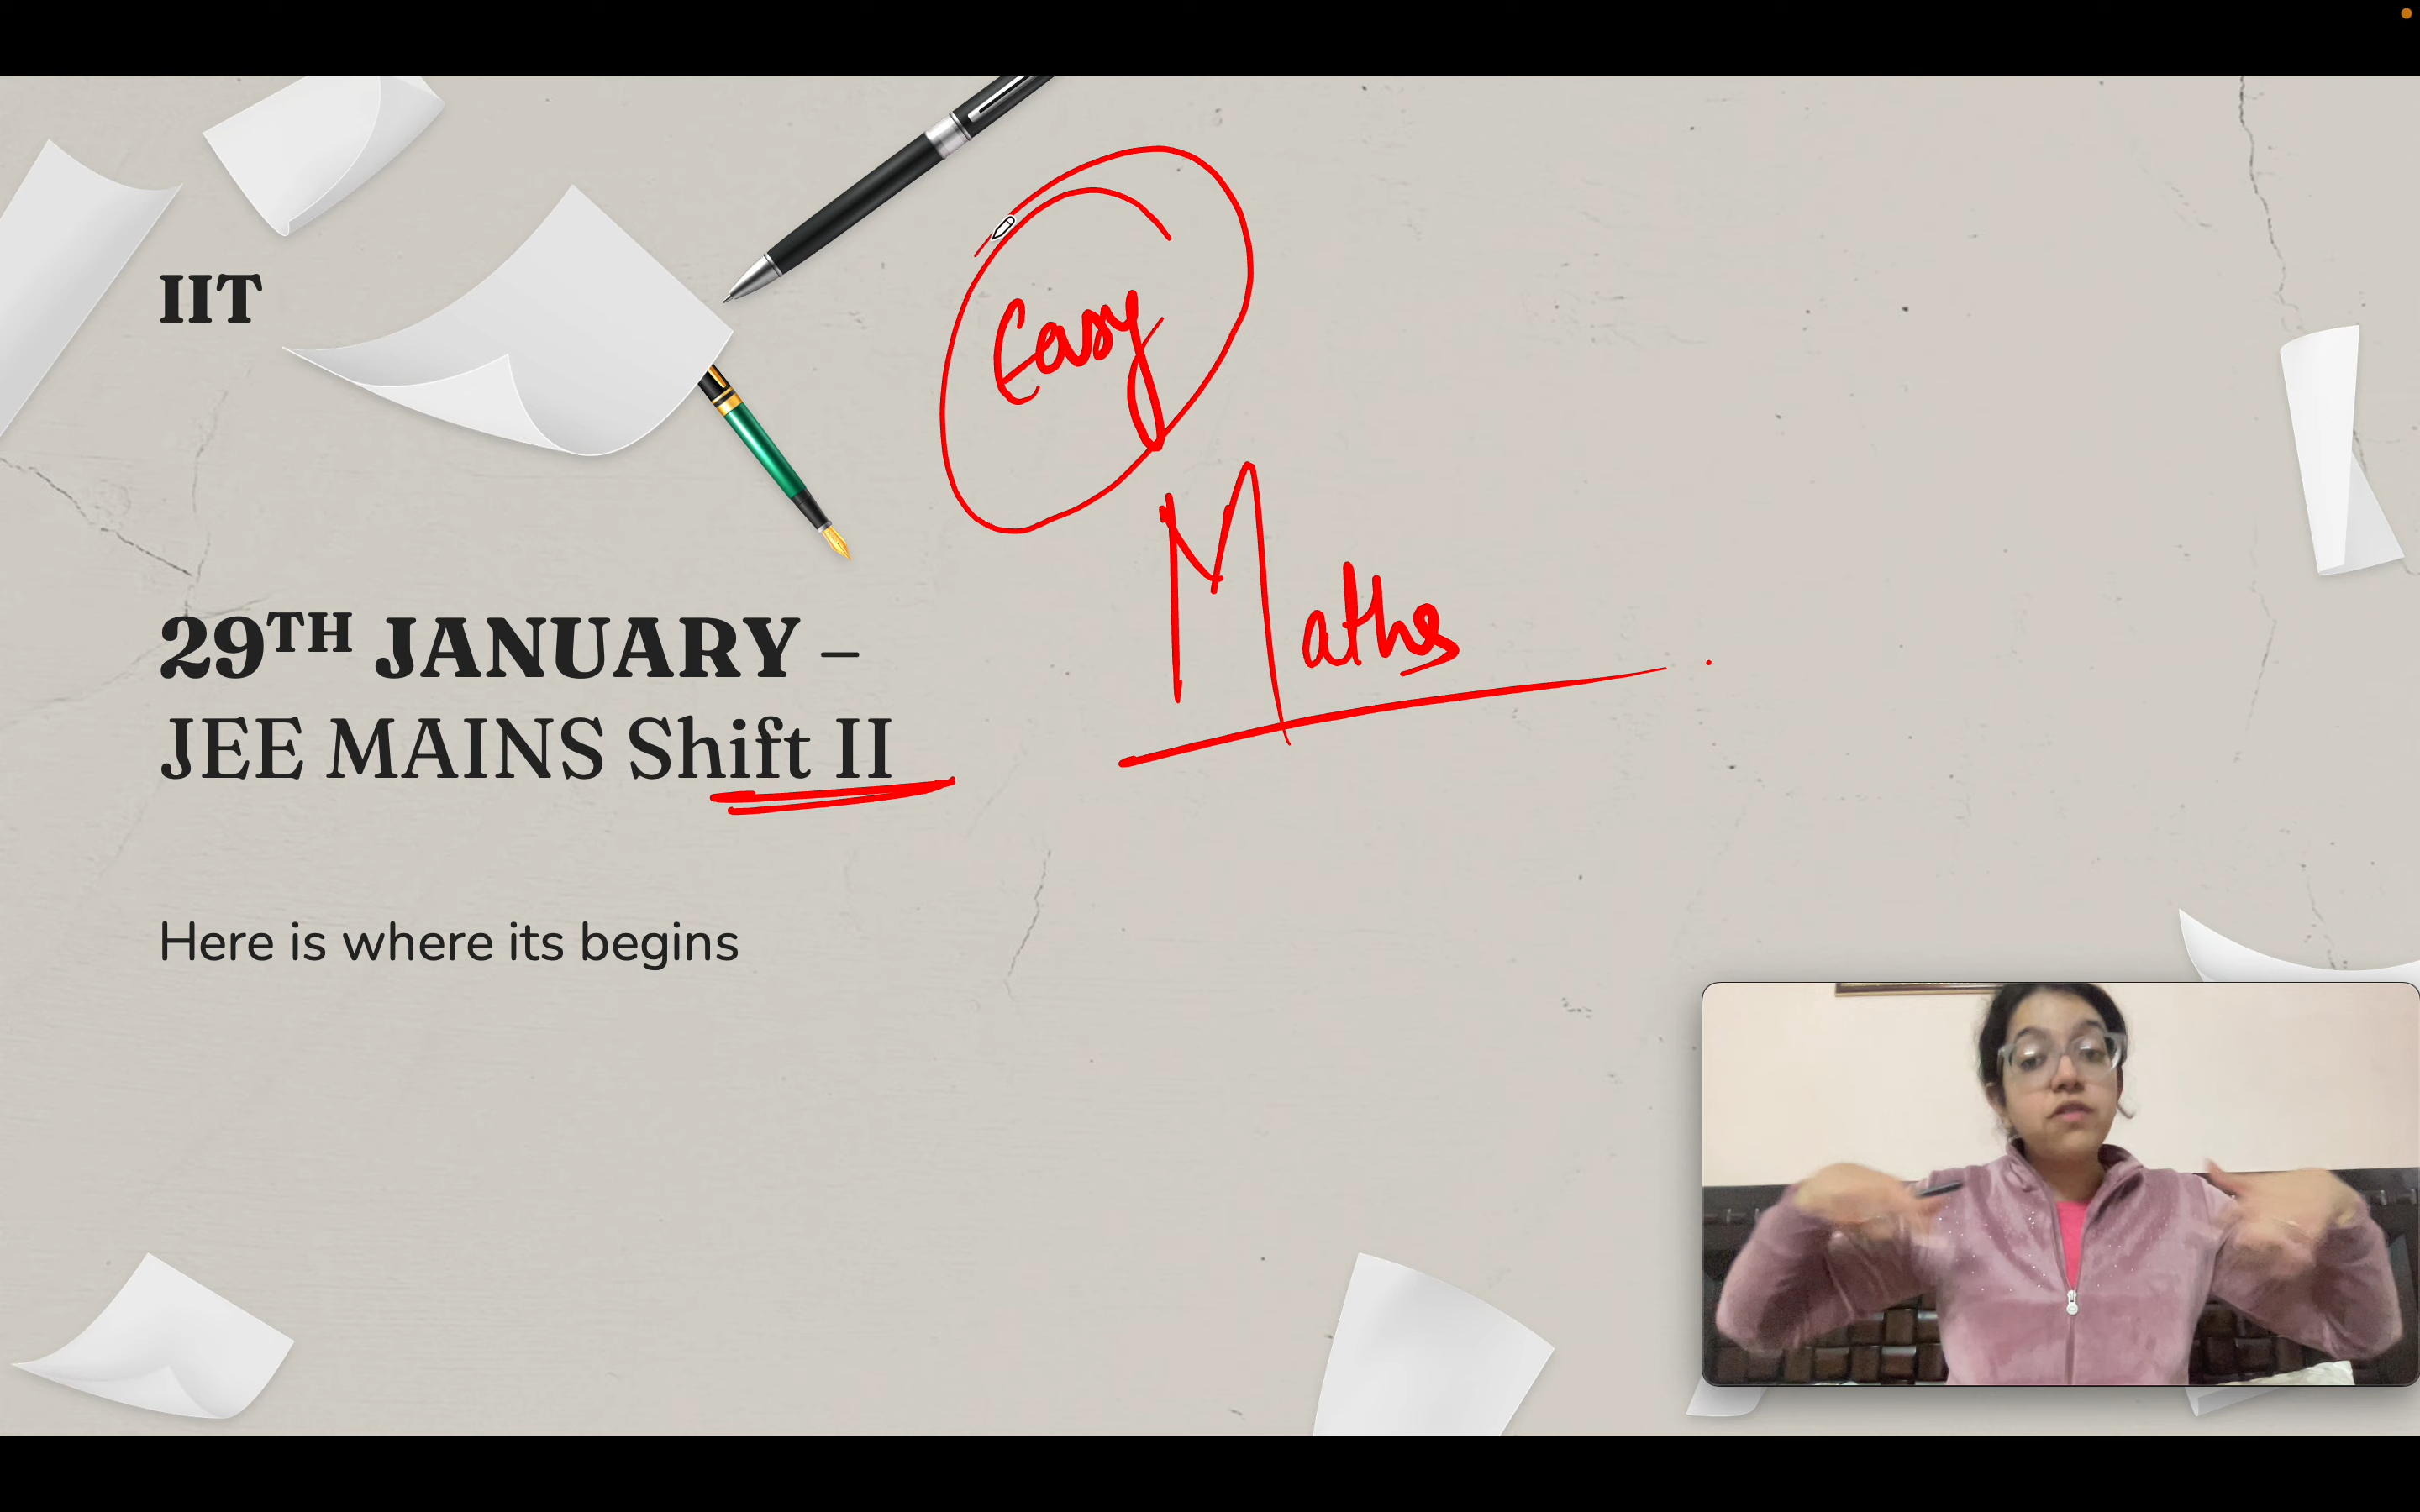 IIT
Easy
Maths
29TH JANUARY –
JEE MAINS Shift II
Here is where its begins